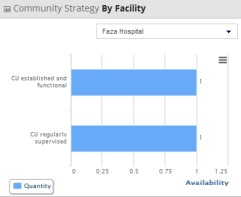 Community Strategy By Facility
Faza Hospital
CU established and
functional
1
CU regularly
supervised
1
0
0.25
0.5
0.75
1
1.25
Quantity
Availability